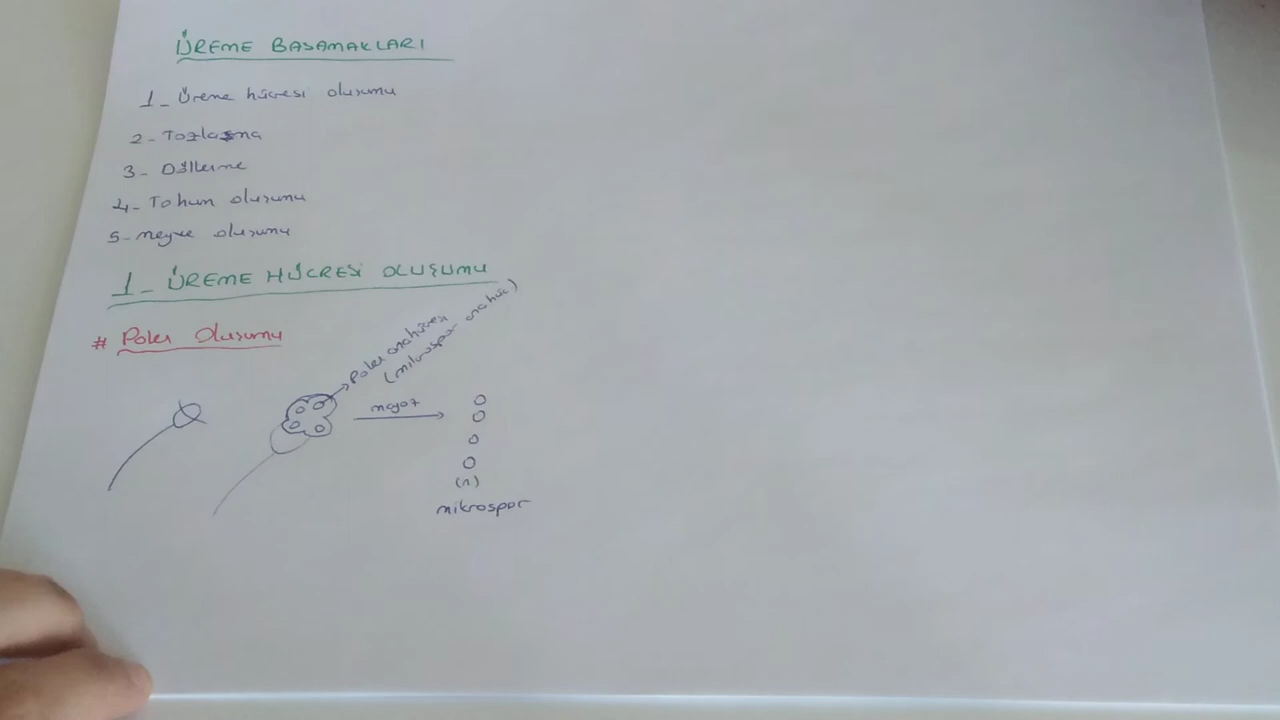 ÜREME BASAMAKLARI
1- Üreme hücresi oluşumu
2- Tozlaşma
3- Döllenme
4- Tohum oluşumu
5- meyve oluşumu
1- ÜREME HÜCRESİ OLUŞUMU
# Polen Oluşumu
Polen ana hücresi
(mikrospor ana hüc)
mayoz
(n)
mikrospor